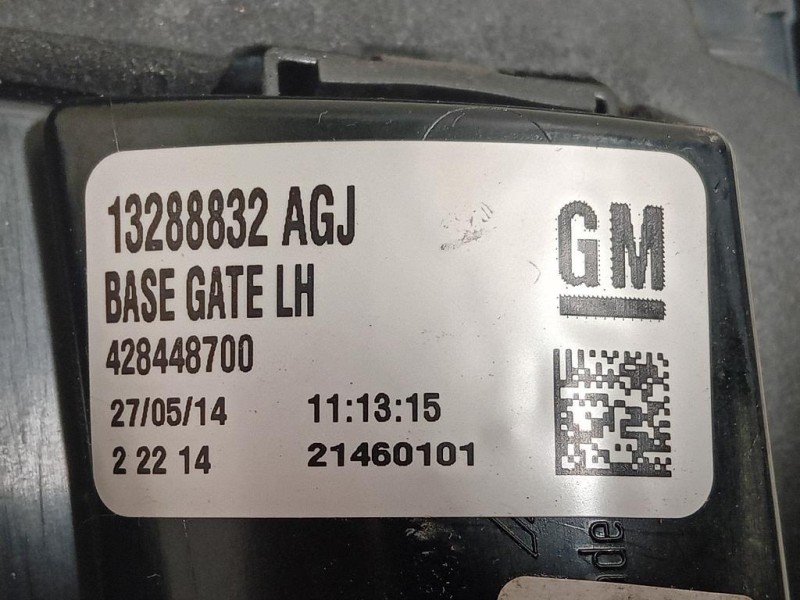 13288832 AGJ
BASE GATE LH
428448700
27/05/14 11:13:15
2 22 14 21460101
GM